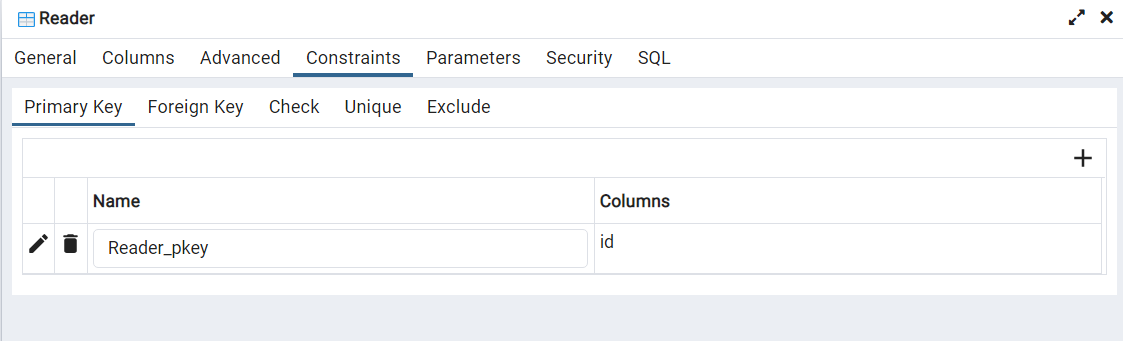 Reader
General Columns Advanced Constraints Parameters Security SQL
Primary Key Foreign Key Check Unique Exclude
Name Columns
Reader_pkey id